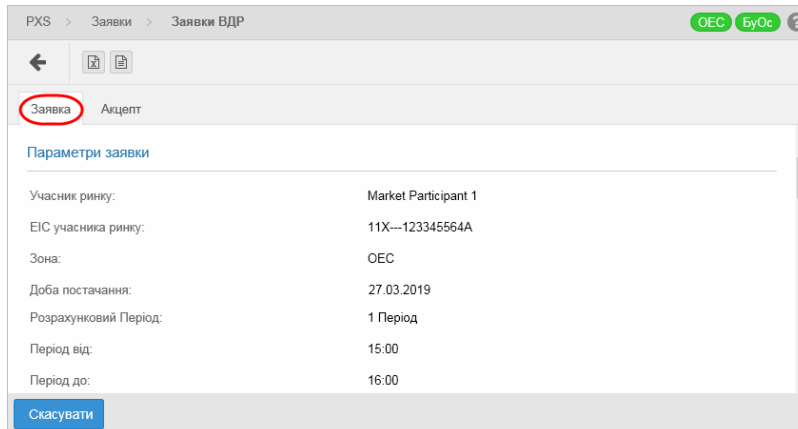 PXS > Заявки > Заявки ВДР ОЕС БуОс ?
Заявка Акцепт
Параметри заявки
Учасник ринку: Market Participant 1
EIC учасника ринку: 11X---123345564A
Зона: ОЕС
Доба постачання: 27.03.2019
Розрахунковий Період: 1 Період
Період від: 15:00
Період до: 16:00
Скасувати